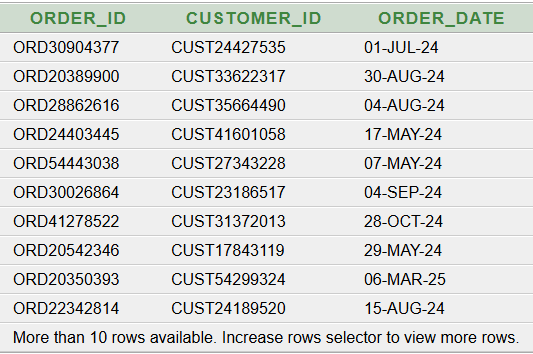 ORDER_ID CUSTOMER_ID ORDER_DATE
ORD30904377 CUST24427535 01-JUL-24
ORD20389900 CUST33622317 30-AUG-24
ORD28862616 CUST35664490 04-AUG-24
ORD24403445 CUST41601058 17-MAY-24
ORD54443038 CUST27343228 07-MAY-24
ORD30026864 CUST23186517 04-SEP-24
ORD41278522 CUST31372013 28-OCT-24
ORD20542346 CUST17843119 29-MAY-24
ORD20350393 CUST54299324 06-MAR-25
ORD22342814 CUST24189520 15-AUG-24
More than 10 rows available. Increase rows selector to view more rows.